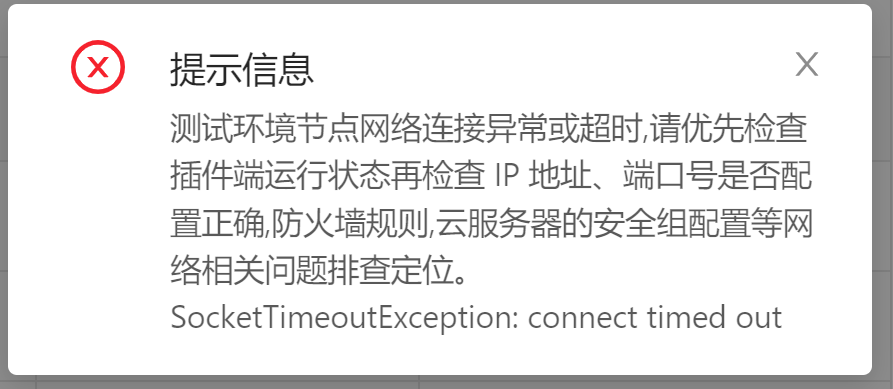 提示信息
测试环境节点网络连接异常或超时,请优先检查
插件端运行状态再检查 IP 地址、端口号是否配
置正确,防火墙规则,云服务器的安全组配置等网
络相关问题排查定位。
SocketTimeoutException: connect timed out